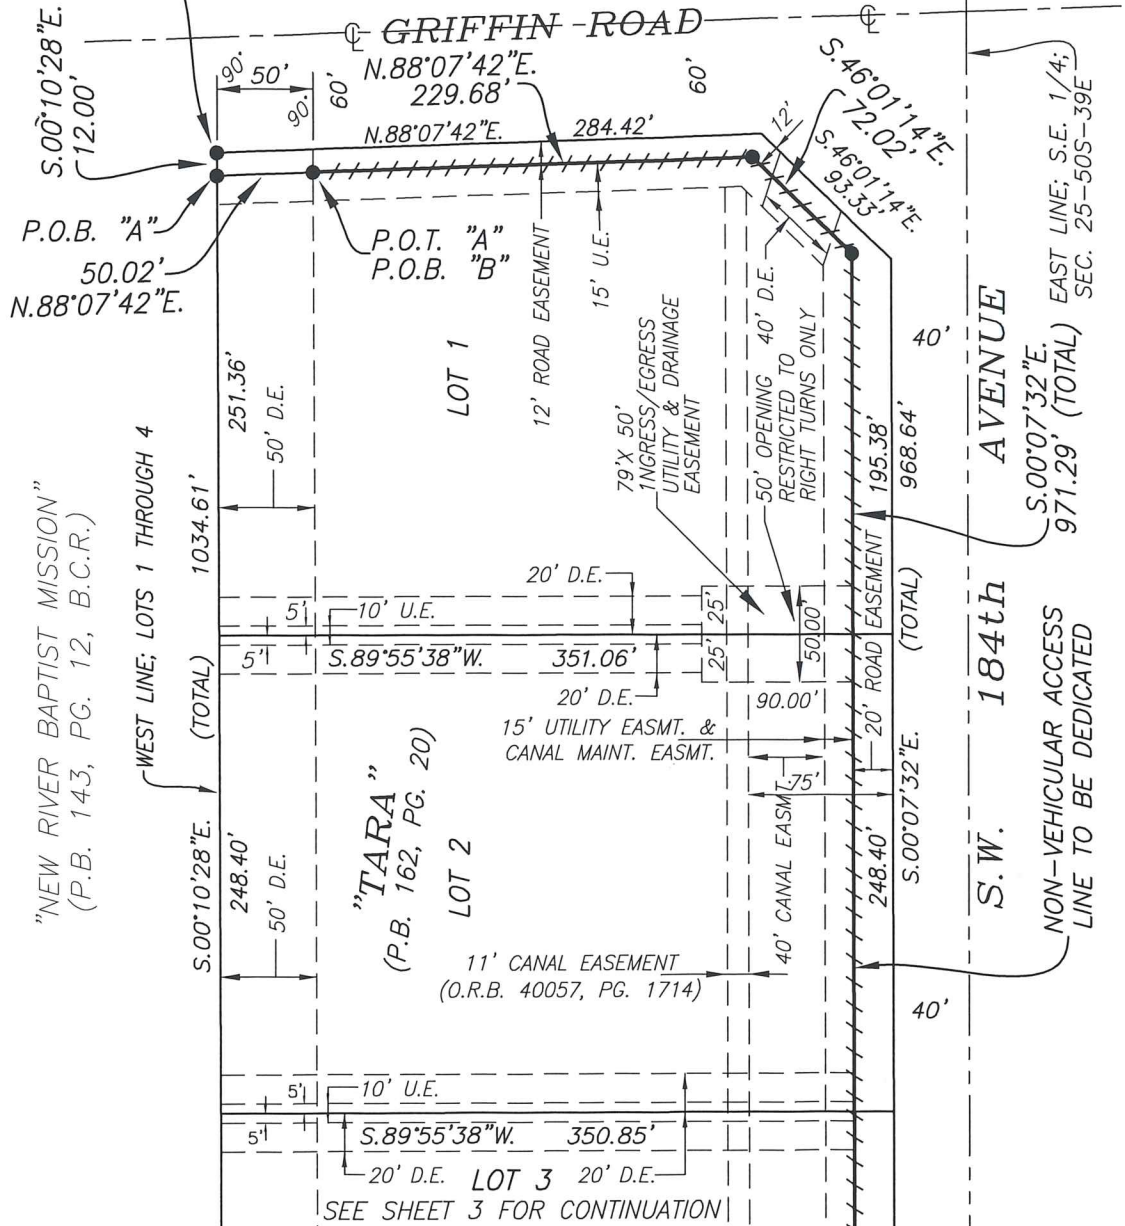 ℄ GRIFFIN ROAD ℄
S.00°10'28"E.
12.00'
90'
50'
90'
60'
N.88°07'42"E.
229.68'
60'
N.88°07'42"E. 284.42'
12'
S.46°01'14"E.
72.02'
S.46°01'14"E.
93.33'
EAST LINE; S.E. 1/4;
SEC. 25-50S-39E
P.O.B. "A"
50.02'
N.88°07'42"E.
P.O.T. "A"
P.O.B. "B"
12' ROAD EASEMENT
15' U.E.
40' D.E.
40'
LOT 1
251.36'
50' D.E.
79'X 50'
INGRESS/EGRESS
UTILITY & DRAINAGE
EASEMENT
50' OPENING
RESTRICTED TO
RIGHT TURNS ONLY
195.38'
968.64'
(TOTAL)
S.00°07'32"E.
971.29' (TOTAL)
S.W. 184th AVENUE
"NEW RIVER BAPTIST MISSION"
(P.B. 143, PG. 12, B.C.R.)
WEST LINE; LOTS 1 THROUGH 4
S.00°10'28"E.
(TOTAL)
1034.61'
20' D.E.
5'
10' U.E.
25'
25'
50.00'
5'
S.89°55'38"W. 351.06'
20' D.E.
90.00'
15' UTILITY EASMT. &
CANAL MAINT. EASMT.
20' ROAD EASEMENT
75'
40' CANAL EASMT.
"TARA"
(P.B. 162, PG. 20)
LOT 2
248.40'
50' D.E.
248.40'
S.00°07'32"E.
NON-VEHICULAR ACCESS
LINE TO BE DEDICATED
11' CANAL EASEMENT
(O.R.B. 40057, PG. 1714)
40'
5'
10' U.E.
5'
S.89°55'38"W. 350.85'
20' D.E. LOT 3 20' D.E.
SEE SHEET 3 FOR CONTINUATION